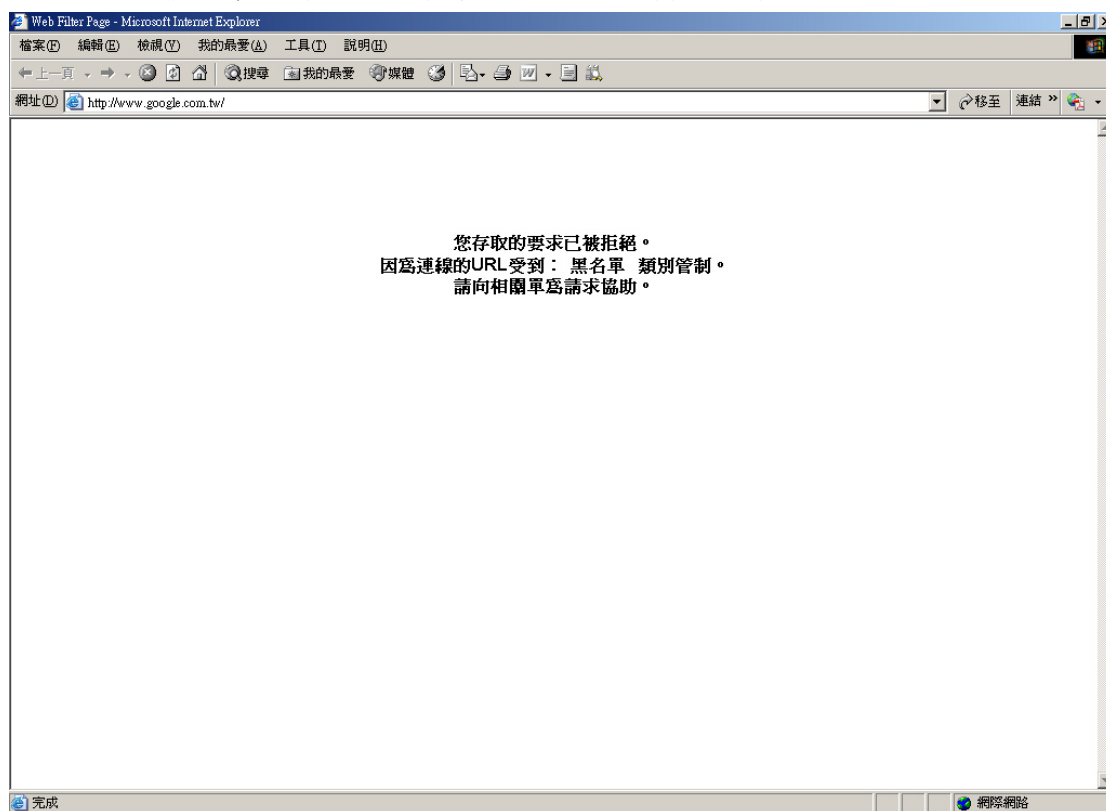 Web Filter Page - Microsoft Internet Explorer
檔案(F) 編輯(E) 檢視(V) 我的最愛(A) 工具(T) 說明(H)
上一頁 搜尋 我的最愛 媒體
網址(D) http://www.google.com.tw/ 移至 連結 »
您存取的要求已被拒絕。
因為連線的URL受到： 黑名單 類別管制。
請向相關單為請求協助。
完成 網際網路